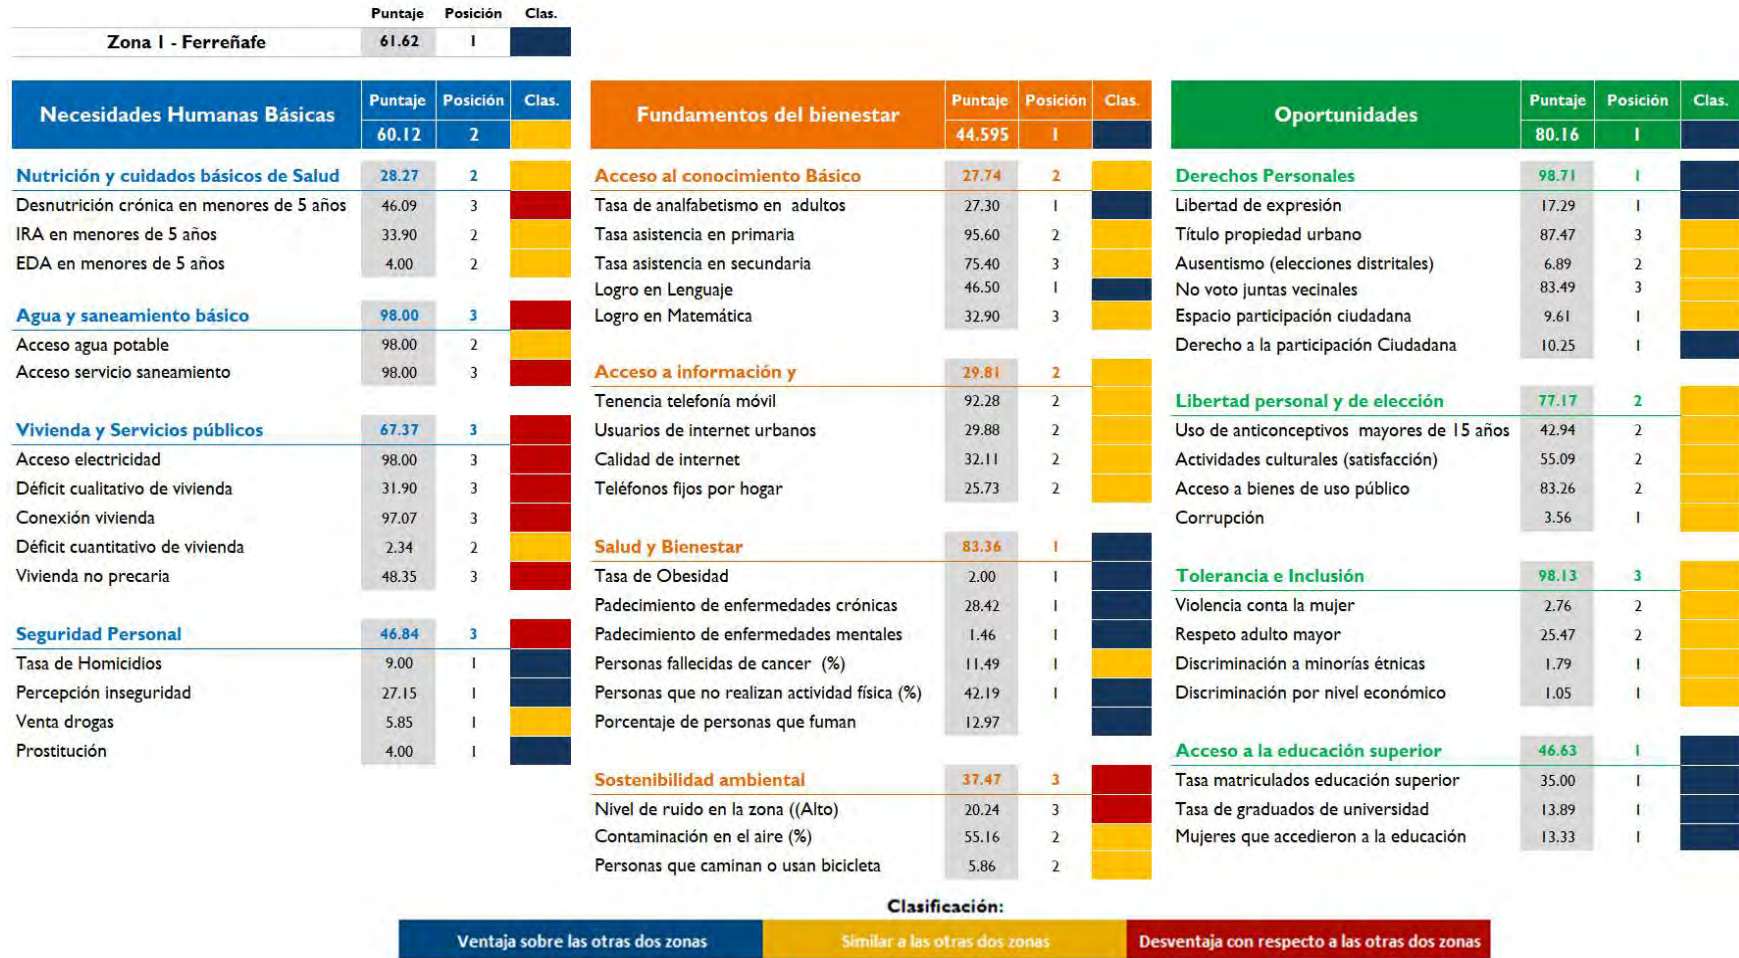 Puntaje Posición Clas.
Zona 1 - Ferreñafe 61.62 1
Necesidades Humanas Básicas Puntaje Posición Clas.
60.12 2
Nutrición y cuidados básicos de Salud 28.27 2
Desnutrición crónica en menores de 5 años 46.09 3
IRA en menores de 5 años 33.90 2
EDA en menores de 5 años 4.00 2
Agua y saneamiento básico 98.00 3
Acceso agua potable 98.00 2
Acceso servicio saneamiento 98.00 3
Vivienda y Servicios públicos 67.37 3
Acceso electricidad 98.00 3
Déficit cualitativo de vivienda 31.90 3
Conexión vivienda 97.07 3
Déficit cuantitativo de vivienda 2.34 2
Vivienda no precaria 48.35 3
Seguridad Personal 46.84 3
Tasa de Homicidios 9.00 1
Percepción inseguridad 27.15 1
Venta drogas 5.85 1
Prostitución 4.00 1
Fundamentos del bienestar Puntaje Posición Clas.
44.595 1
Acceso al conocimiento Básico 27.74 2
Tasa de analfabetismo en adultos 27.30 1
Tasa asistencia en primaria 95.60 2
Tasa asistencia en secundaria 75.40 3
Logro en Lenguaje 46.50 1
Logro en Matemática 32.90 3
Acceso a información y 29.81 2
Tenencia telefonía móvil 92.28 2
Usuarios de internet urbanos 29.88 2
Calidad de internet 32.11 2
Teléfonos fijos por hogar 25.73 2
Salud y Bienestar 83.36 1
Tasa de Obesidad 2.00 1
Padecimiento de enfermedades crónicas 28.42 1
Padecimiento de enfermedades mentales 1.46 1
Personas fallecidas de cancer (%) 11.49 1
Personas que no realizan actividad física (%) 42.19 1
Porcentaje de personas que fuman 12.97
Sostenibilidad ambiental 37.47 3
Nivel de ruido en la zona ((Alto) 20.24 3
Contaminación en el aire (%) 55.16 2
Personas que caminan o usan bicicleta 5.86 2
Oportunidades Puntaje Posición Clas.
80.16 1
Derechos Personales 98.71 1
Libertad de expresión 17.29 1
Título propiedad urbano 87.47 3
Ausentismo (elecciones distritales) 6.89 2
No voto juntas vecinales 83.49 3
Espacio participación ciudadana 9.61 1
Derecho a la participación Ciudadana 10.25 1
Libertad personal y de elección 77.17 2
Uso de anticonceptivos mayores de 15 años 42.94 2
Actividades culturales (satisfacción) 55.09 2
Acceso a bienes de uso público 83.26 2
Corrupción 3.56 1
Tolerancia e Inclusión 98.13 3
Violencia conta la mujer 2.76 2
Respeto adulto mayor 25.47 2
Discriminación a minorías étnicas 1.79 1
Discriminación por nivel económico 1.05 1
Acceso a la educación superior 46.63 1
Tasa matriculados educación superior 35.00 1
Tasa de graduados de universidad 13.89 1
Mujeres que accedieron a la educación 13.33 1
Clasificación:
Ventaja sobre las otras dos zonas
Similar a las otras dos zonas
Desventaja con respecto a las otras dos zonas